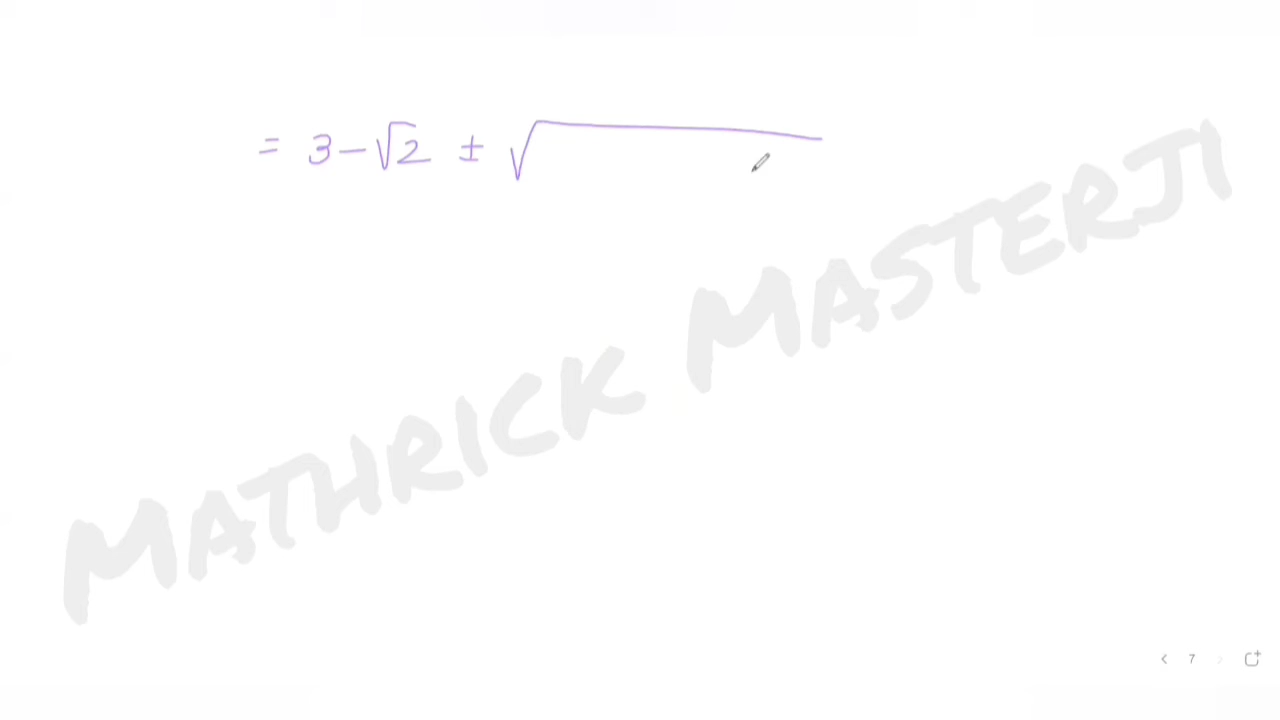 = 3 - √2 ± √
MATHRICK MASTERJI
< 7 >